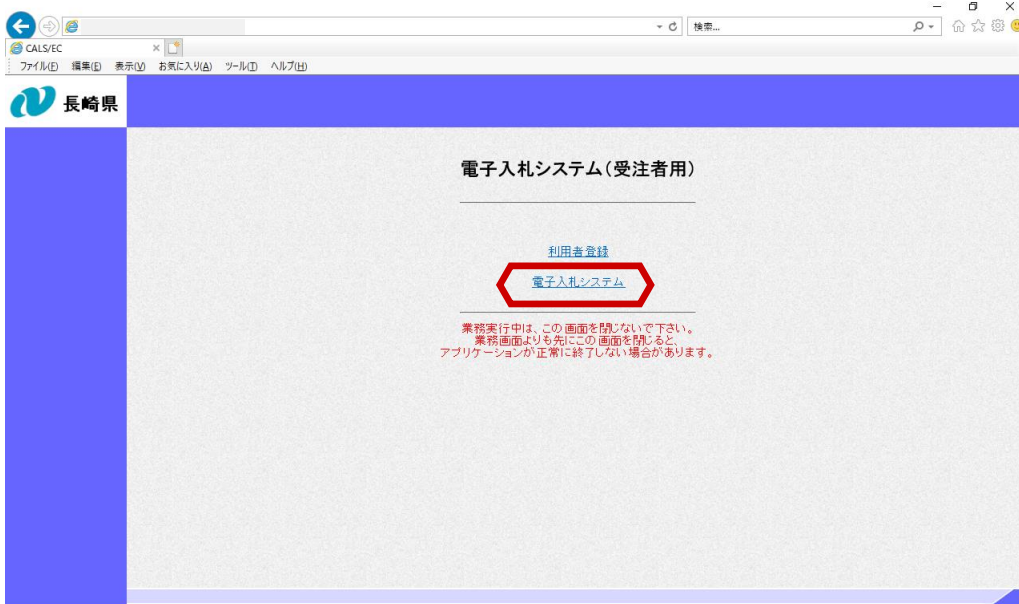 検索...
CALS/EC
ファイル(F) 編集(E) 表示(V) お気に入り(A) ツール(T) ヘルプ(H)
長崎県
電子入札システム(受注者用)
利用者登録
電子入札システム
業務実行中は、この画面を閉じないで下さい。
業務画面よりも先にこの画面を閉じると、
アプリケーションが正常に終了しない場合があります。